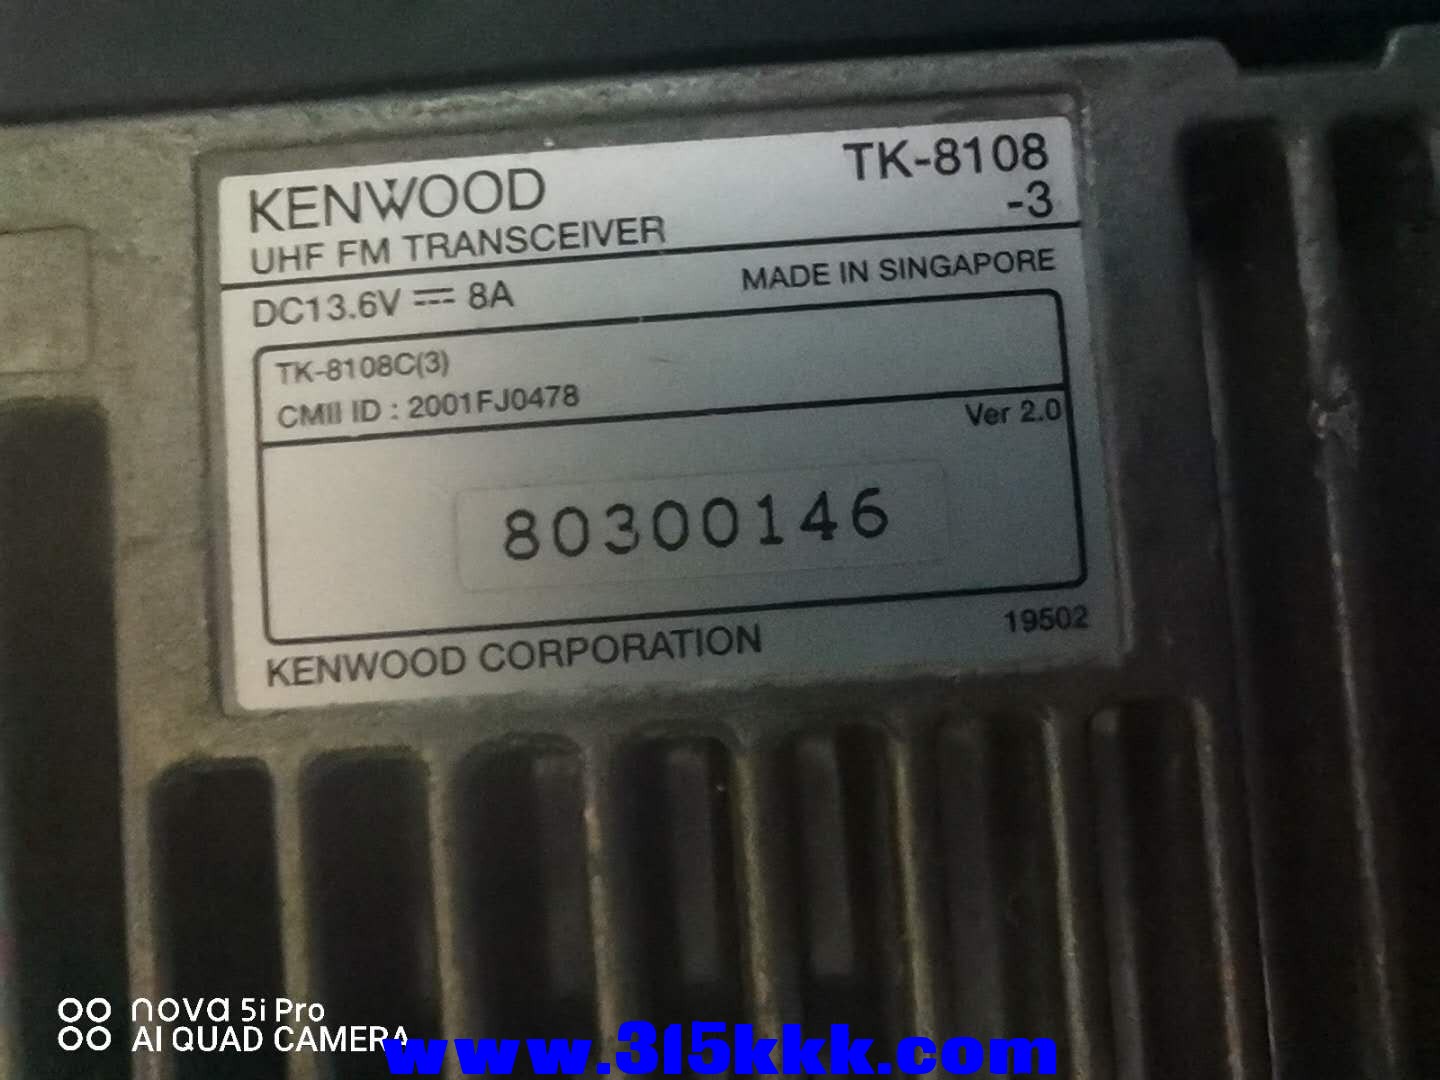 KENWOOD
TK-8108
-3
UHF FM TRANSCEIVER
DC13.6V ⎓ 8A
MADE IN SINGAPORE
TK-8108C(3)
CMII ID : 2001FJ0478
Ver 2.0
80300146
KENWOOD CORPORATION
19502
nova 5i Pro
AI QUAD CAMERA
www.315kkk.com